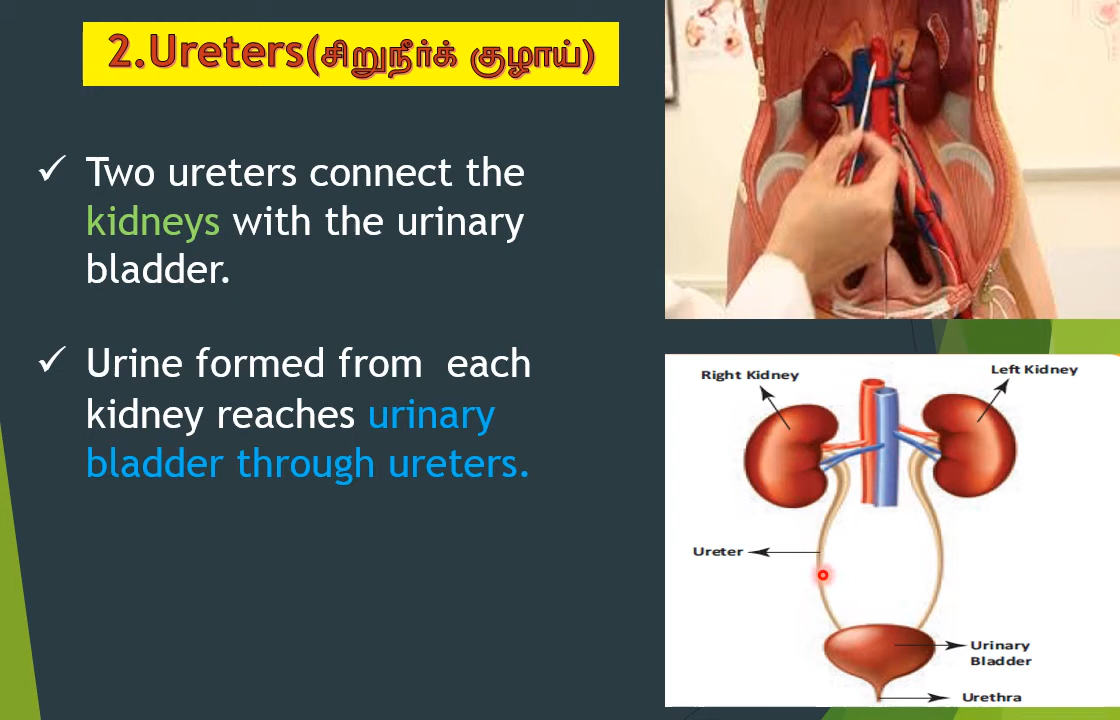 2.Ureters(சிறுநீர்க் குழாய்)
✓ Two ureters connect the
kidneys with the urinary
bladder.
✓ Urine formed from each
kidney reaches urinary
bladder through ureters.
Right Kidney
Left Kidney
Ureter
Urinary
Bladder
Urethra